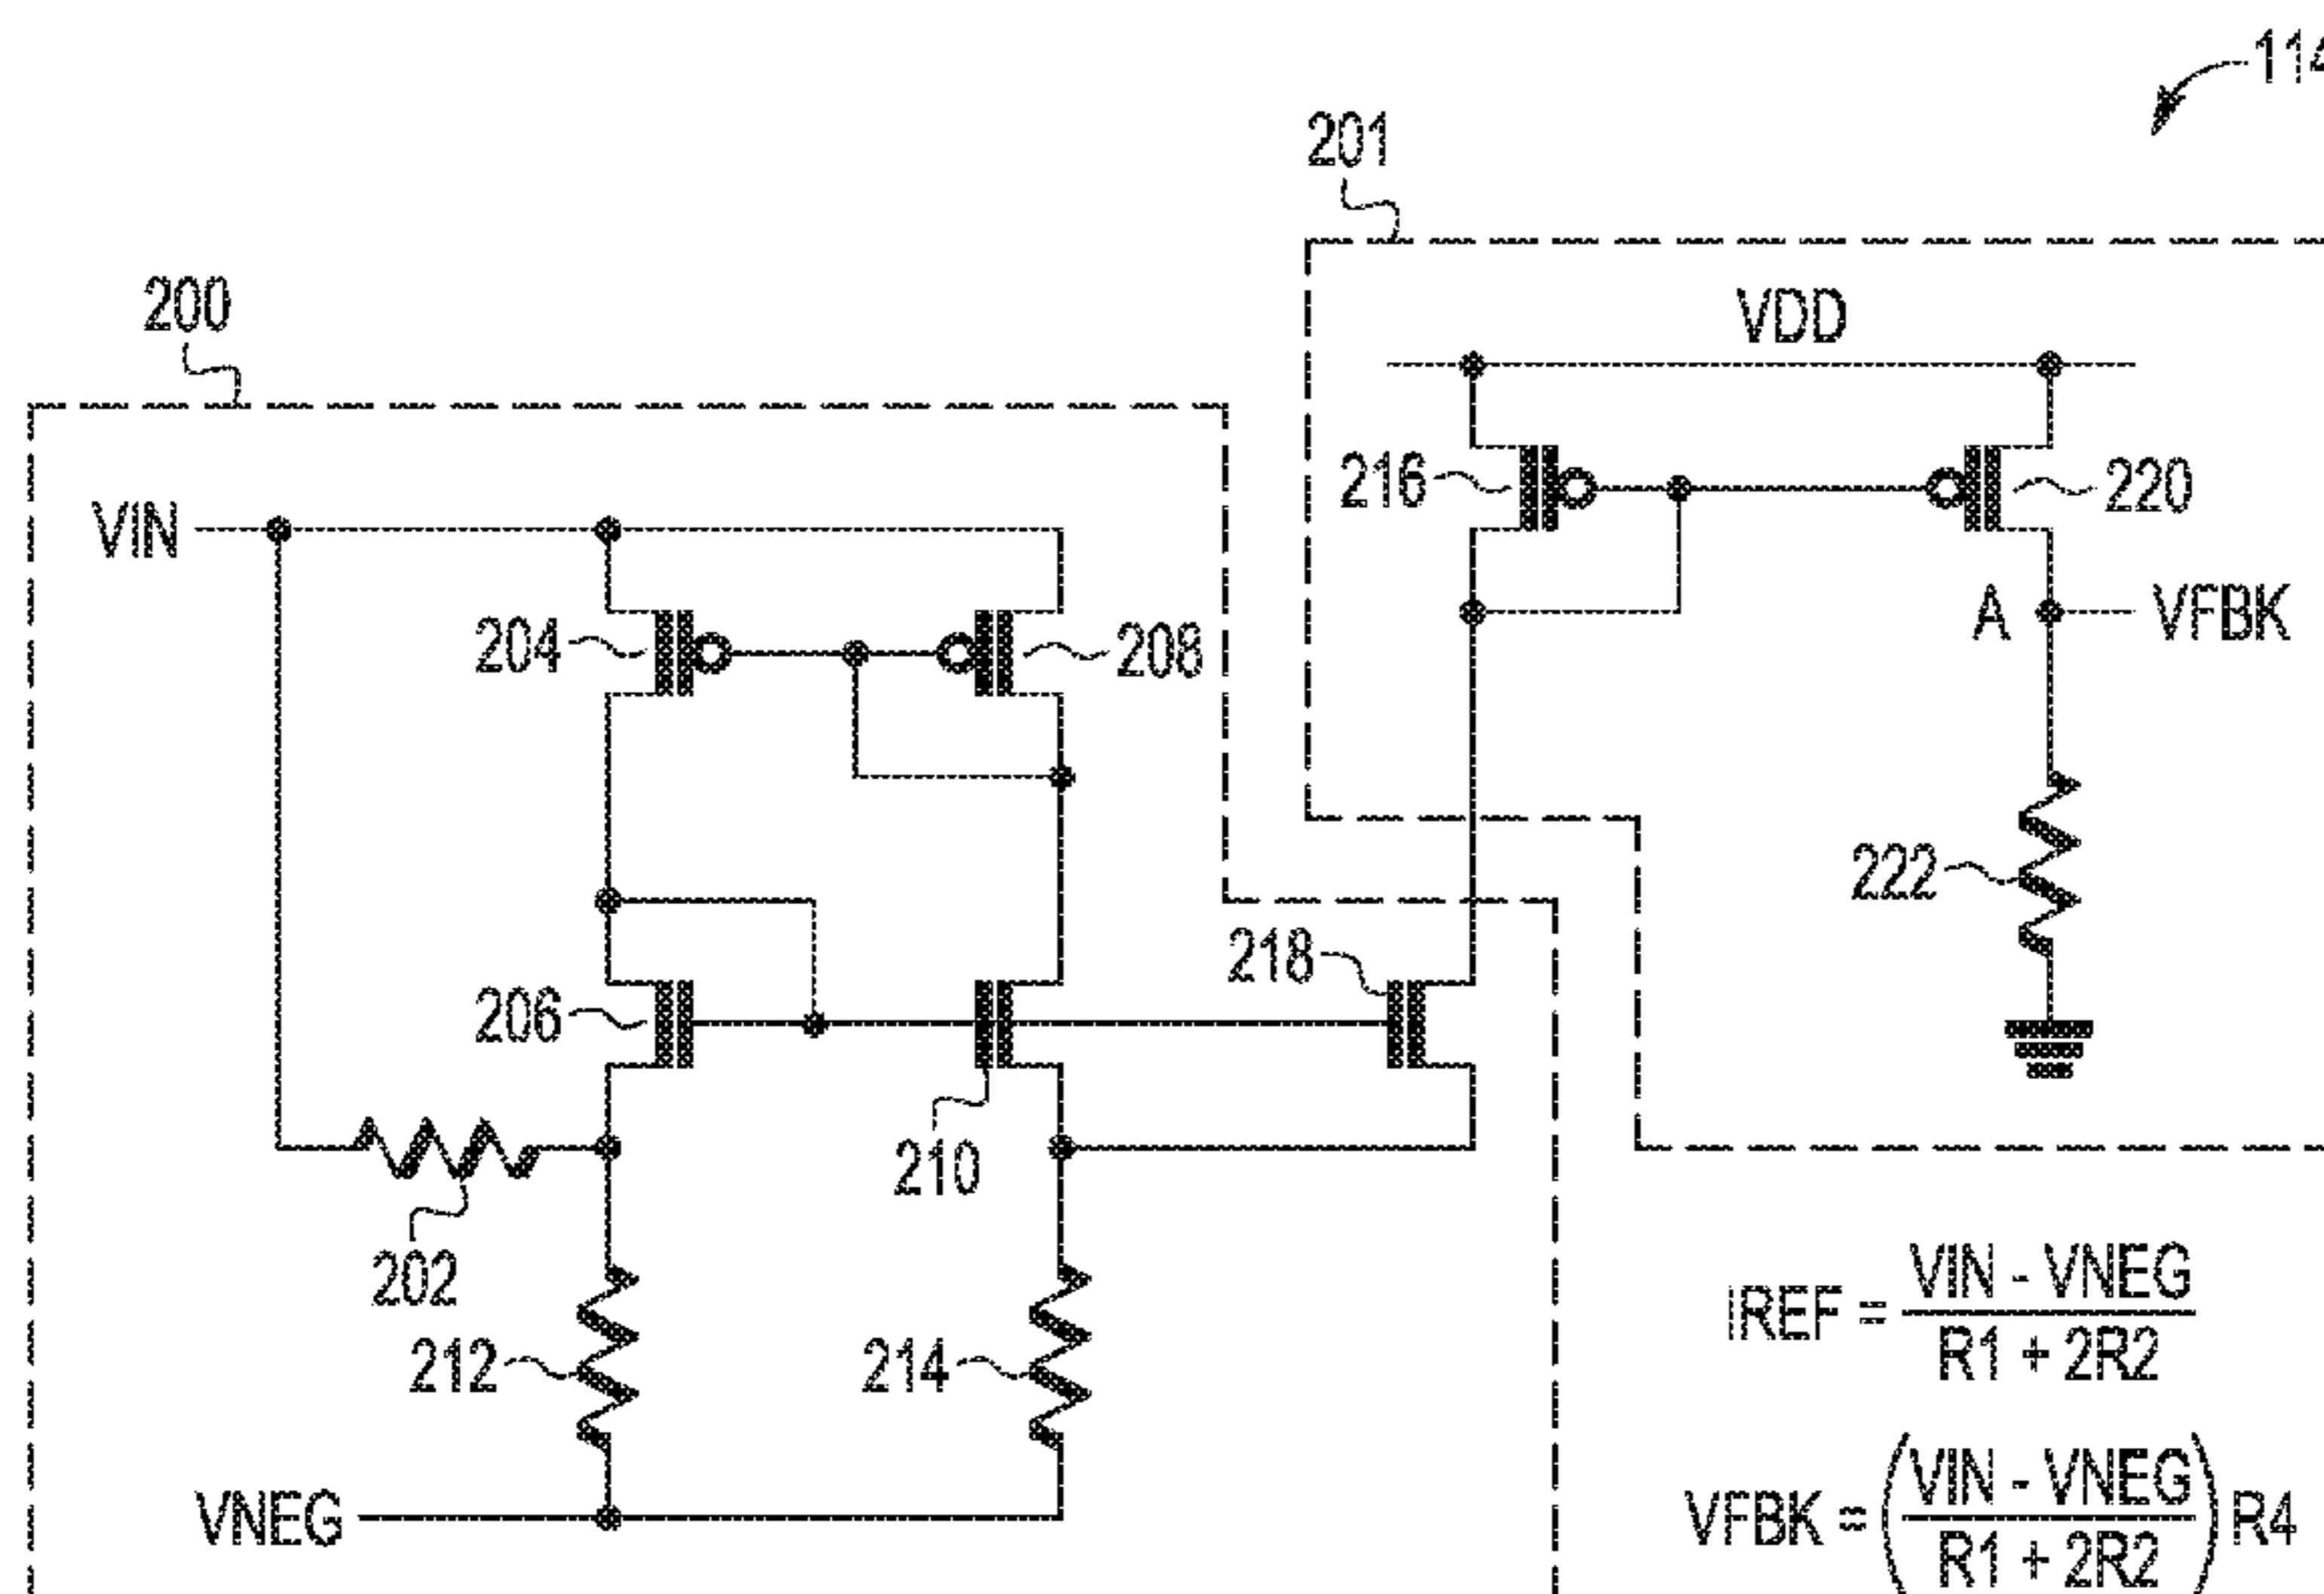 114
201
200
VDD
216
220
VIN
204
208
A
VFBK
222
218
206
210
202
212
214
VNEG
IREF = VIN - VNEG / R1 + 2R2
VFBK = (VIN - VNEG / R1 + 2R2) R4